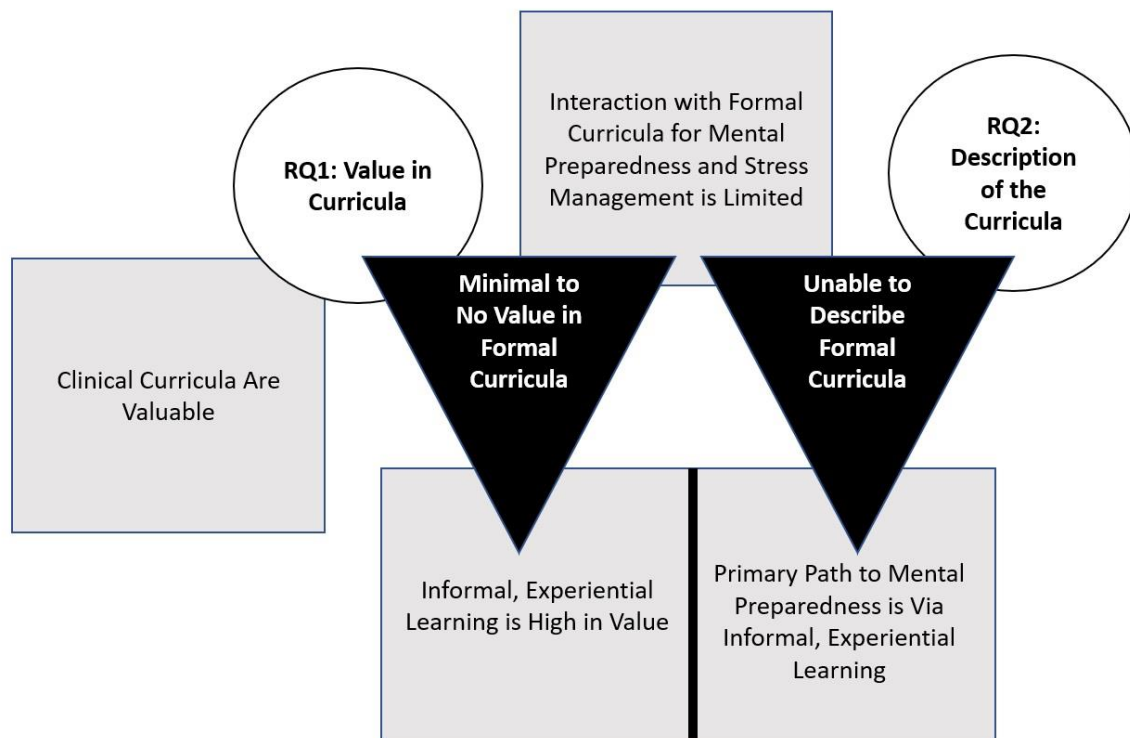 Interaction with Formal
Curricula for Mental
Preparedness and Stress
Management is Limited
RQ1: Value in
Curricula
RQ2:
Description
of the
Curricula
Clinical Curricula Are
Valuable
Minimal to
No Value in
Formal
Curricula
Unable to
Describe
Formal
Curricula
Informal, Experiential
Learning is High in Value
Primary Path to Mental
Preparedness is Via
Informal, Experiential
Learning